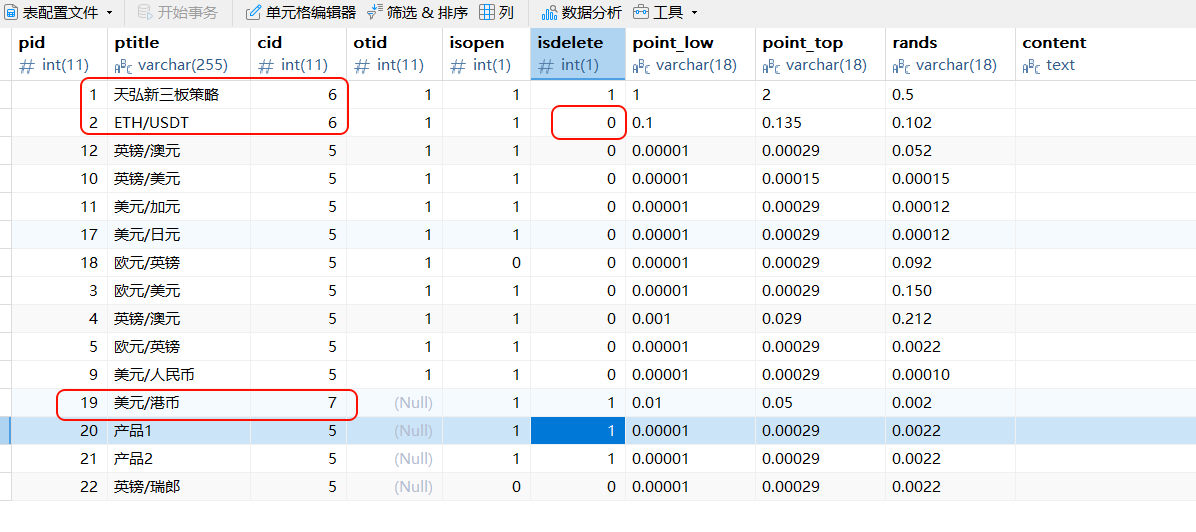 表配置文件 开始事务 单元格编辑器 筛选 & 排序 列 数据分析 工具
pid ptitle cid otid isopen isdelete point_low point_top rands content
# int(11) ABC varchar(255) # int(11) # int(11) # int(1) # int(1) ABC varchar(18) ABC varchar(18) ABC varchar(18) ABC text
1 天弘新三板策略 6 1 1 1 1 2 0.5
2 ETH/USDT 6 1 1 0 0.1 0.135 0.102
12 英镑/澳元 5 1 1 0 0.00001 0.00029 0.052
10 英镑/美元 5 1 1 0 0.00001 0.00015 0.00015
11 美元/加元 5 1 1 0 0.00001 0.00029 0.00012
17 美元/日元 5 1 1 0 0.00001 0.00029 0.00012
18 欧元/英镑 5 1 0 0 0.00001 0.00029 0.092
3 欧元/美元 5 1 1 0 0.00001 0.00029 0.150
4 英镑/澳元 5 1 1 0 0.001 0.029 0.212
5 欧元/英镑 5 1 1 0 0.00001 0.00029 0.0022
9 美元/人民币 5 1 1 0 0.00001 0.00029 0.00010
19 美元/港币 7 (Null) 1 1 0.01 0.05 0.002
20 产品1 5 (Null) 1 1 0.00001 0.00029 0.0022
21 产品2 5 (Null) 1 1 0.00001 0.00029 0.0022
22 英镑/瑞郎 5 (Null) 0 0 0.00001 0.00029 0.0022